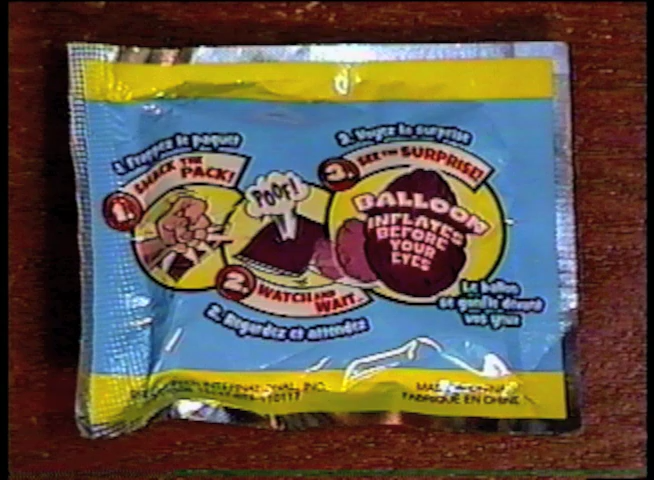 1. Frappez le paquet
1. SMACK THE
PACK!
POOF!
2. WATCH AND
WAIT...
2. Regardez et attendez
3. Voyez la surprise
3. SEE THE SURPRISE!
BALLOON
INFLATES
BEFORE
YOUR
EYES
Le ballon
se gonfle devant
vos yeux
INTERNATIONAL, INC.
MADE IN CHINA
FABRIQUÉ EN CHINE